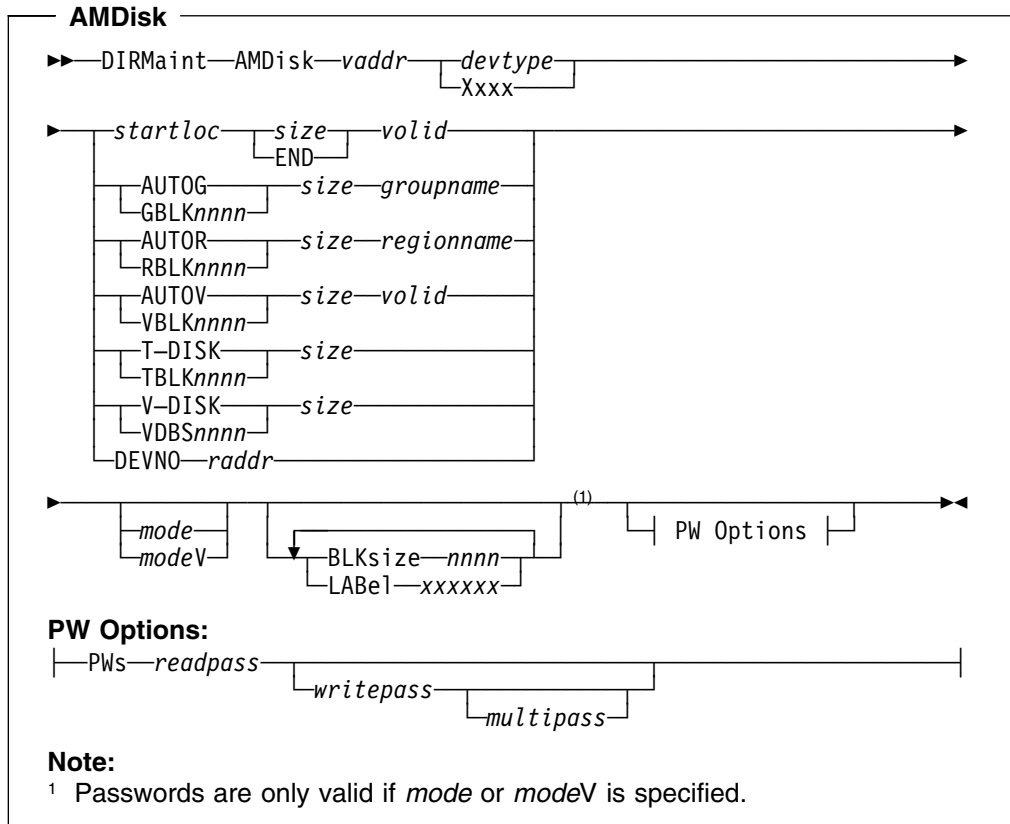 AMDisk
DIRMaint AMDisk vaddr devtype
Xxxx
startloc size volid
END
AUTOG size groupname
GBLKnnnn
AUTOR size regionname
RBLKnnnn
AUTOV size volid
VBLKnnnn
T–DISK size
TBLKnnnn
V–DISK size
VDBSnnnn
DEVNO raddr
(1)
mode PW Options
modeV BLKsize nnnn
LABel xxxxxx
PW Options:
PWs readpass
writepass
multipass
Note:
1 Passwords are only valid if mode or modeV is specified.